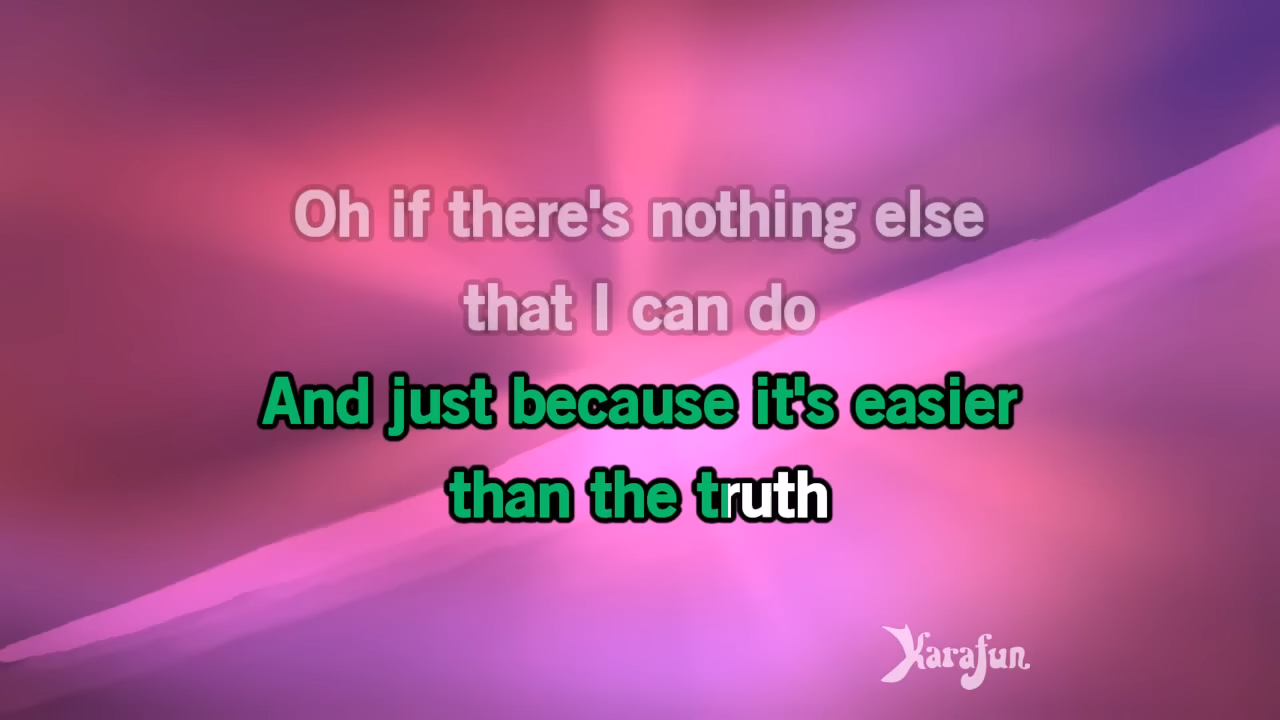 Oh if there's nothing else
that I can do
And just because it's easier
than the truth
Karafun